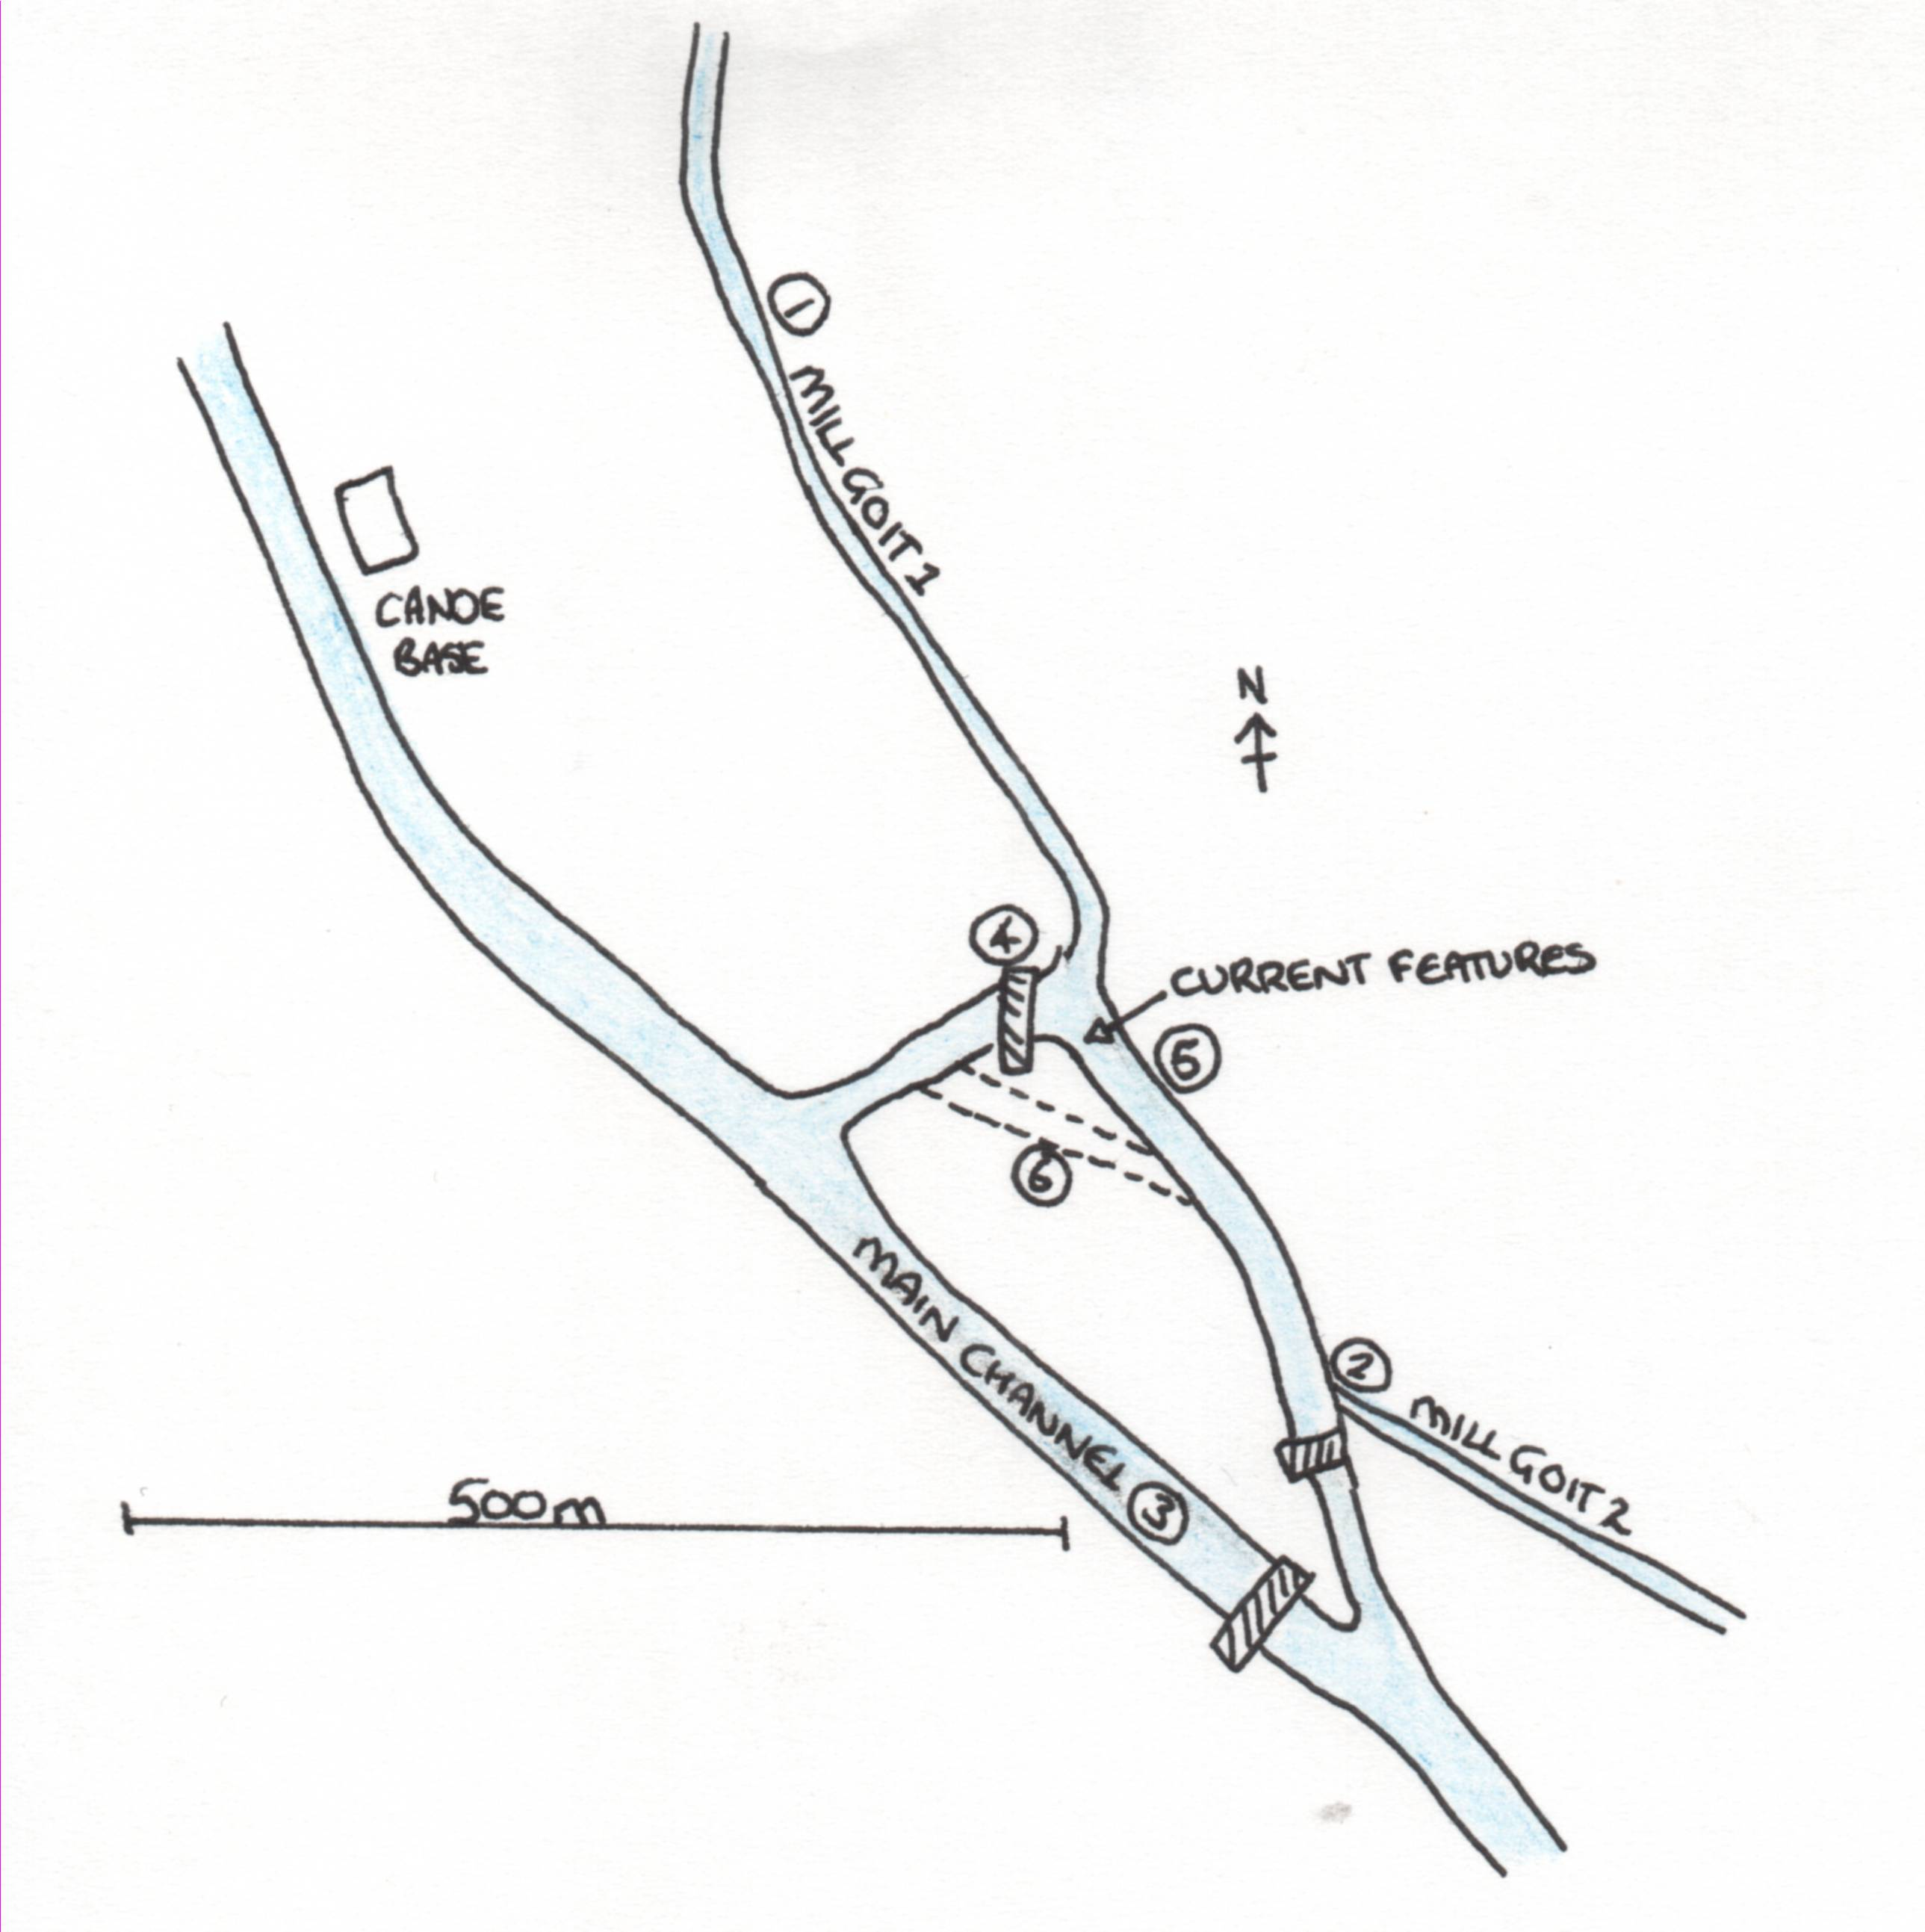 1
MILL GOIT 1
CANOE
BASE
N
4
CURRENT FEATURES
5
6
MAIN CHANNEL 3
2
MILL GOIT 2
500m